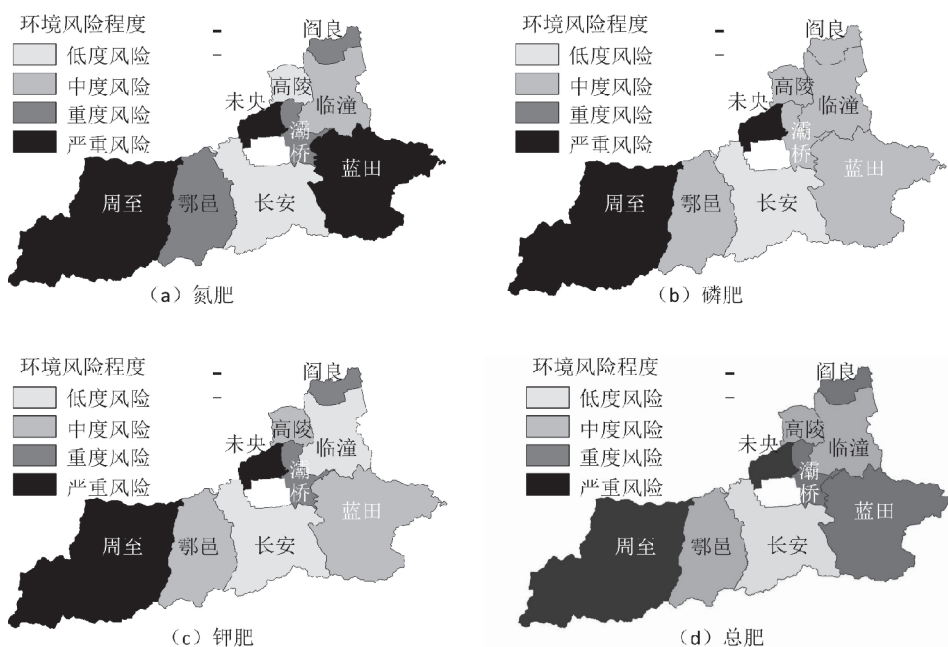 环境风险程度
低度风险
中度风险
重度风险
严重风险
阎良
高陵
临潼
未央
灞桥
蓝田
周至
鄠邑
长安
（a）氮肥
环境风险程度
低度风险
中度风险
重度风险
严重风险
阎良
高陵
临潼
未央
灞桥
蓝田
周至
鄠邑
长安
（b）磷肥
环境风险程度
低度风险
中度风险
重度风险
严重风险
阎良
高陵
临潼
未央
灞桥
蓝田
周至
鄠邑
长安
（c）钾肥
环境风险程度
低度风险
中度风险
重度风险
严重风险
阎良
高陵
临潼
未央
灞桥
蓝田
周至
鄠邑
长安
（d）总肥